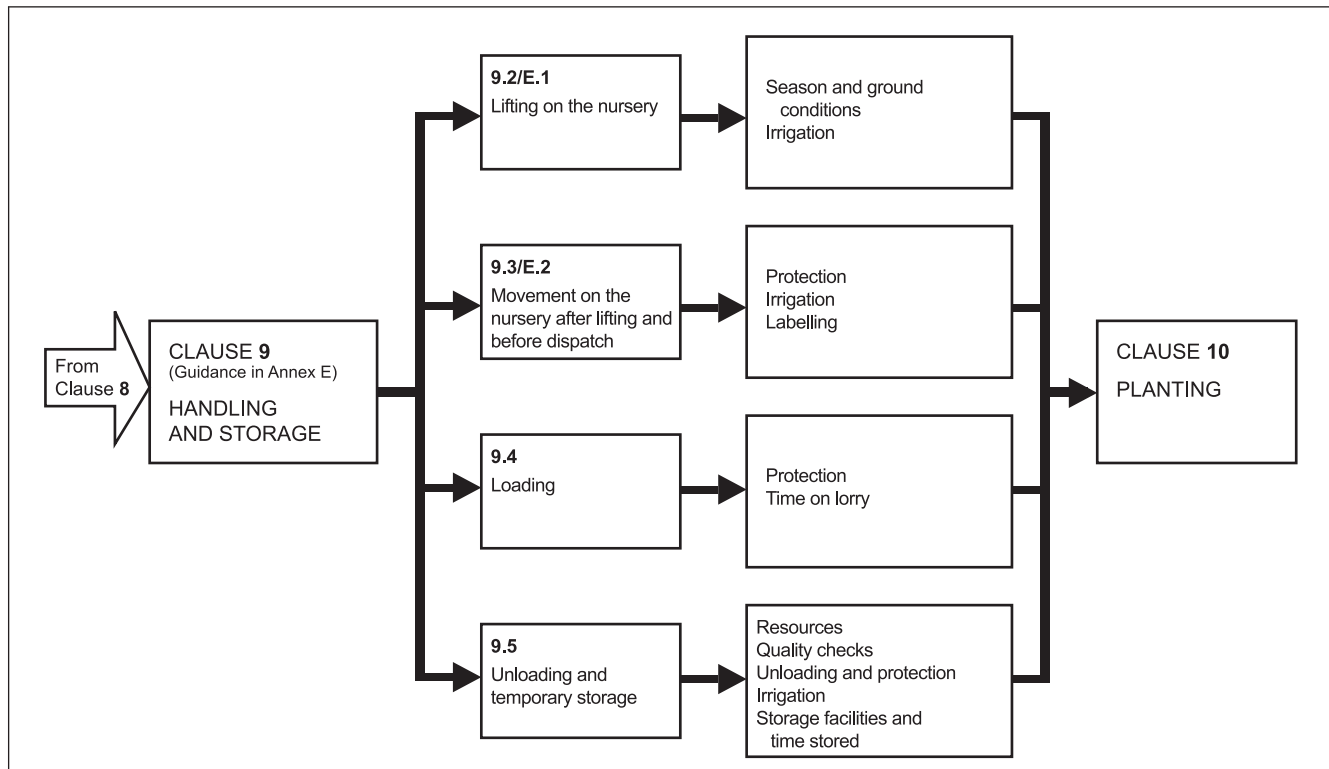 From
Clause 8
CLAUSE 9
(Guidance in Annex E)
HANDLING
AND STORAGE
9.2/E.1
Lifting on the nursery
Season and ground
conditions
Irrigation
9.3/E.2
Movement on the
nursery after lifting and
before dispatch
Protection
Irrigation
Labelling
9.4
Loading
Protection
Time on lorry
9.5
Unloading and
temporary storage
Resources
Quality checks
Unloading and protection
Irrigation
Storage facilities and
time stored
CLAUSE 10
PLANTING